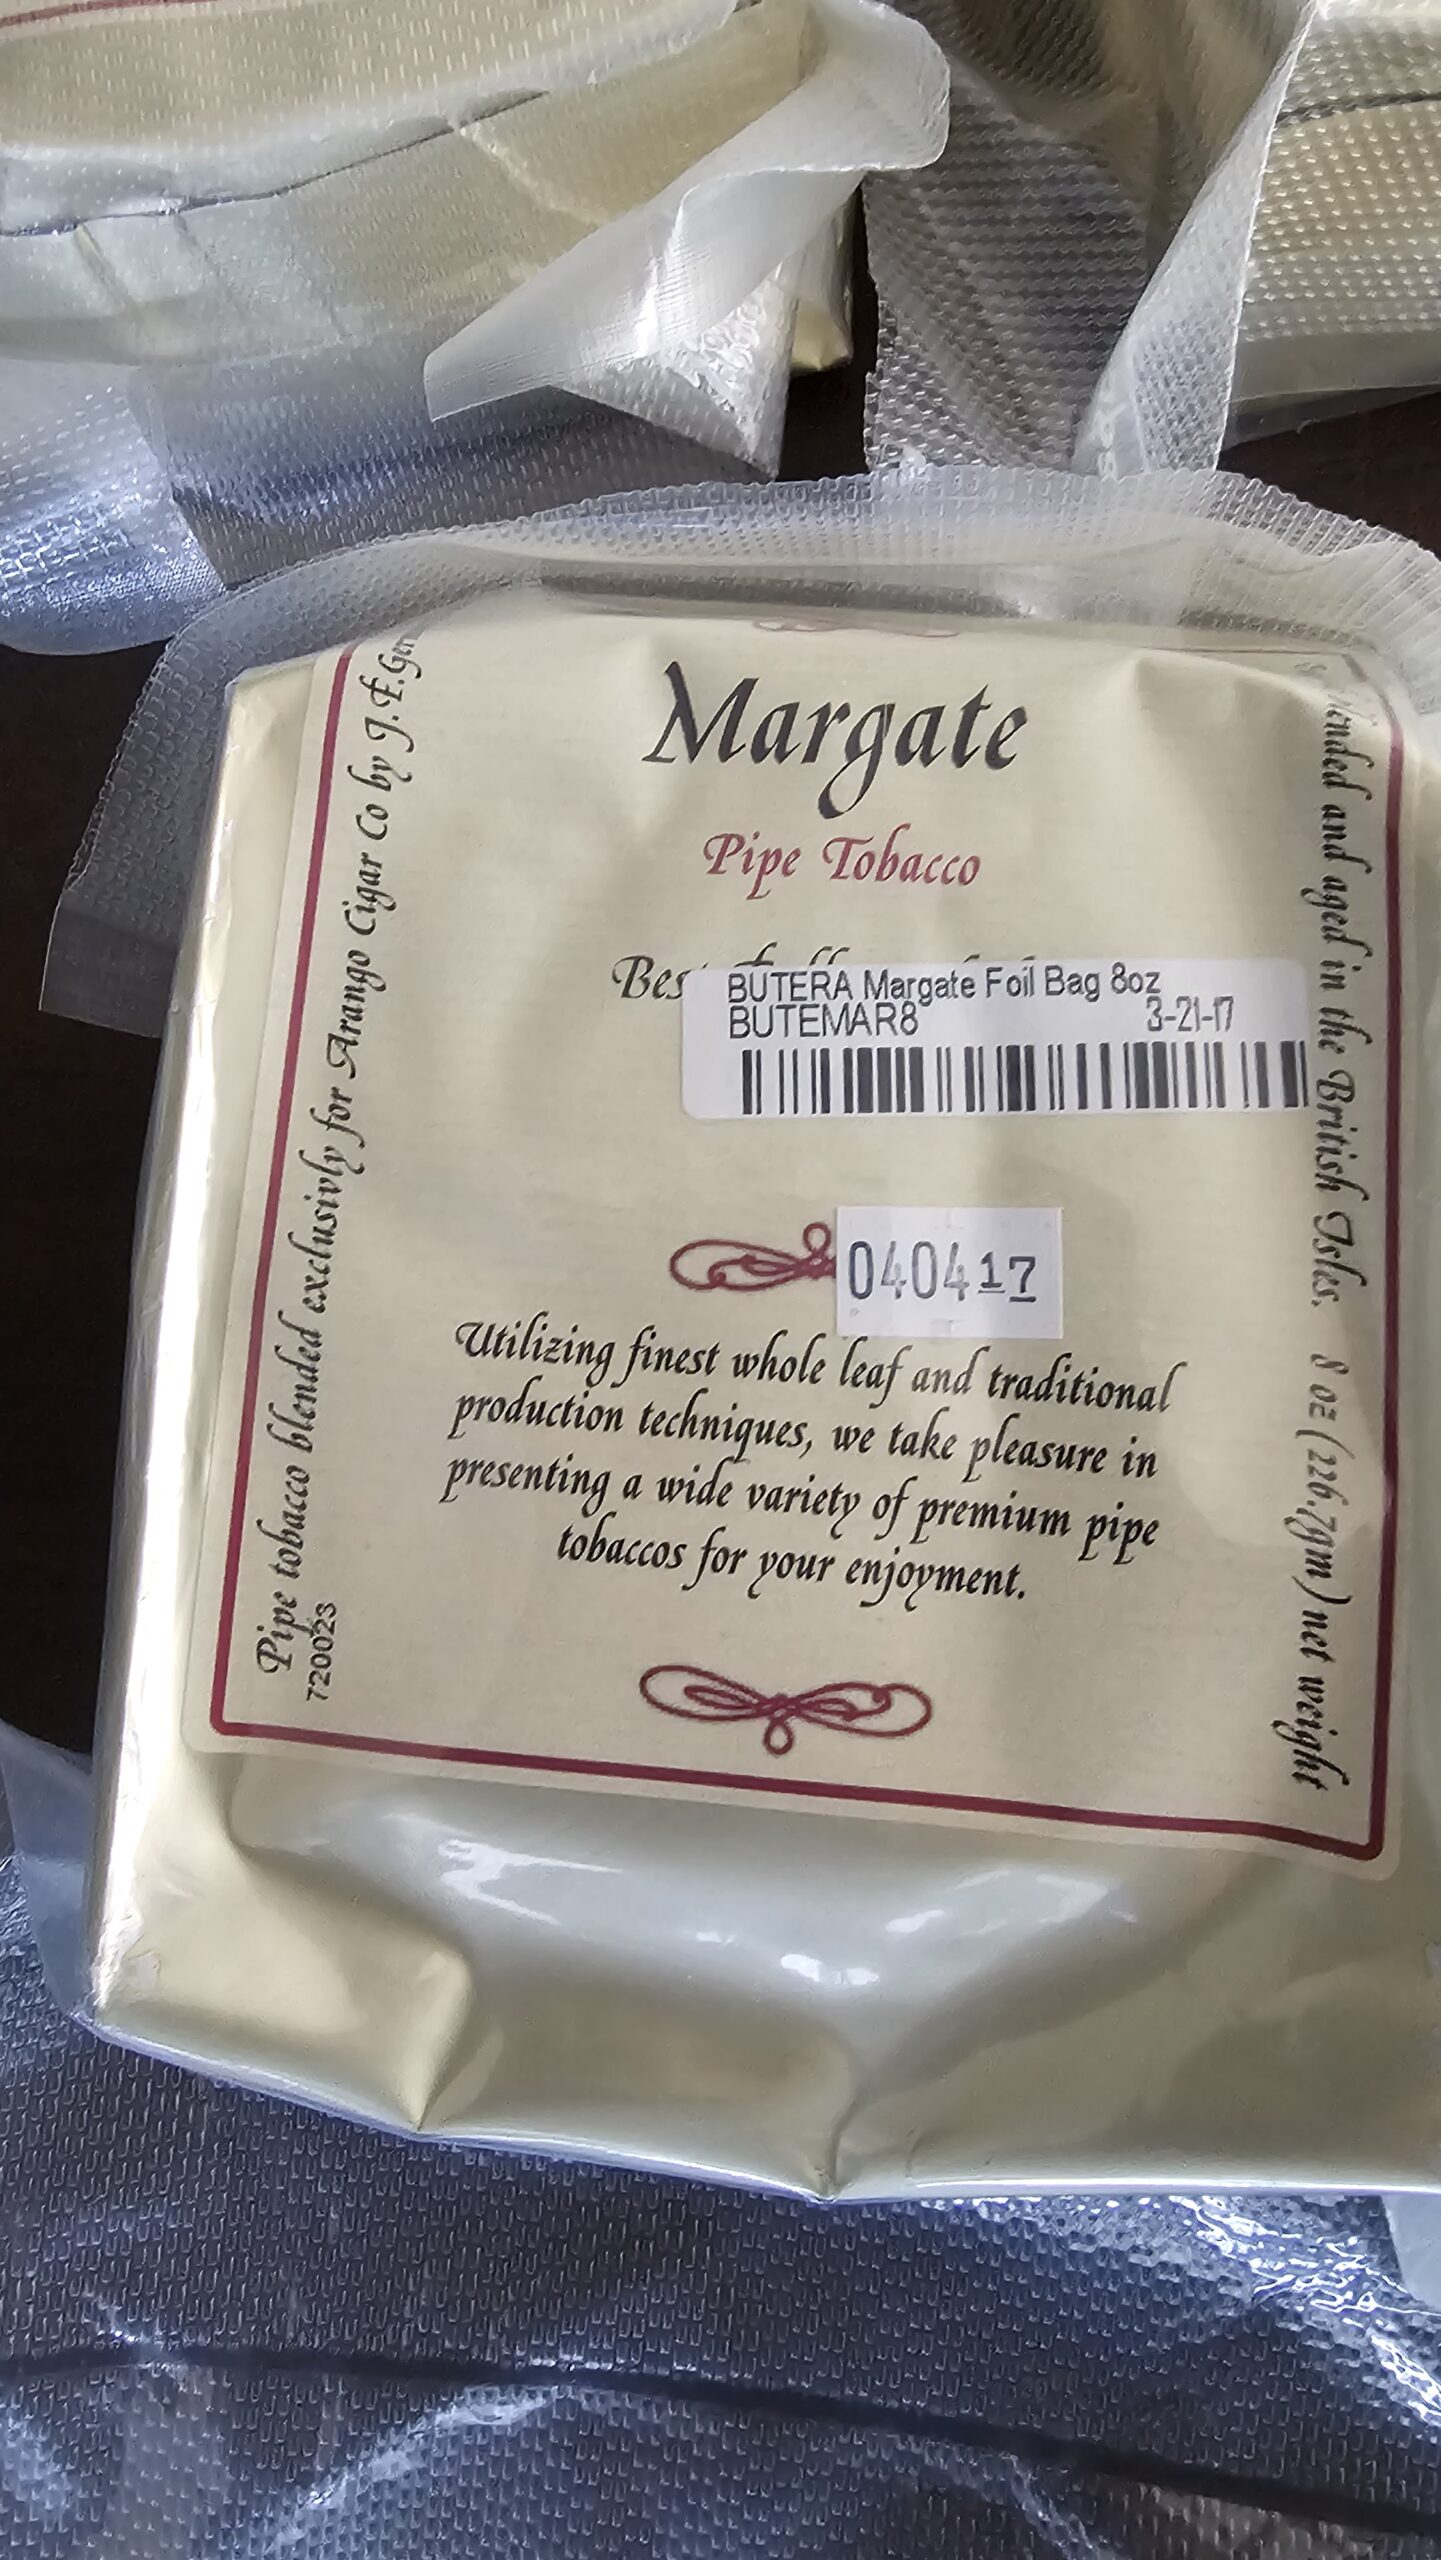 Margate
Pipe Tobacco
BUTERA Margate Foil Bag 8oz
BUTEMAR8 3-21-17
040417
Utilizing finest whole leaf and traditional
production techniques, we take pleasure in
presenting a wide variety of premium pipe
tobaccos for your enjoyment.
Pipe tobacco blended exclusivly for Arango Cigar Co by J.F.
720023
and aged in the British Isles. 8 oz (226.7gm) net weight